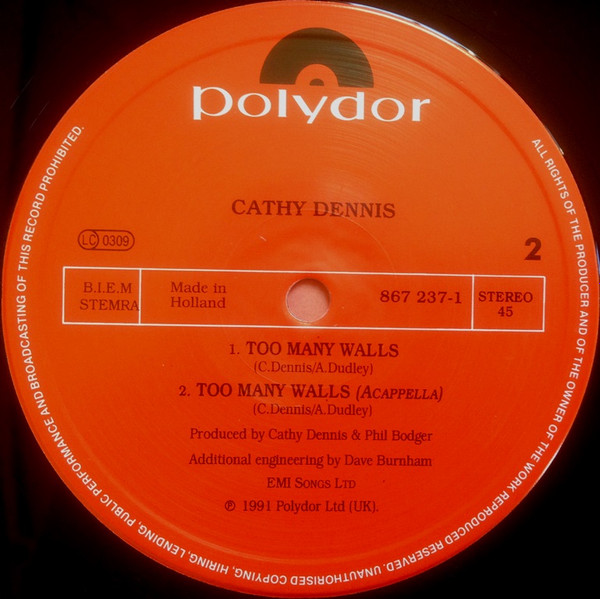 polydor
CATHY DENNIS
LC 0309
2
B.I.E.M
STEMRA
Made in
Holland
867 237-1
STEREO
45
1. TOO MANY WALLS
(C.Dennis/A.Dudley)
2. TOO MANY WALLS (ACAPPELLA)
(C.Dennis/A.Dudley)
Produced by Cathy Dennis & Phil Bodger
Additional engineering by Dave Burnham
EMI SONGS LTD
℗ 1991 Polydor Ltd (UK).
ALL RIGHTS OF THE PRODUCER AND OF THE OWNER OF THE WORK REPRODUCED RESERVED. UNAUTHORISED COPYING, HIRING, LENDING, PUBLIC PERFORMANCE AND BROADCASTING OF THIS RECORD PROHIBITED.